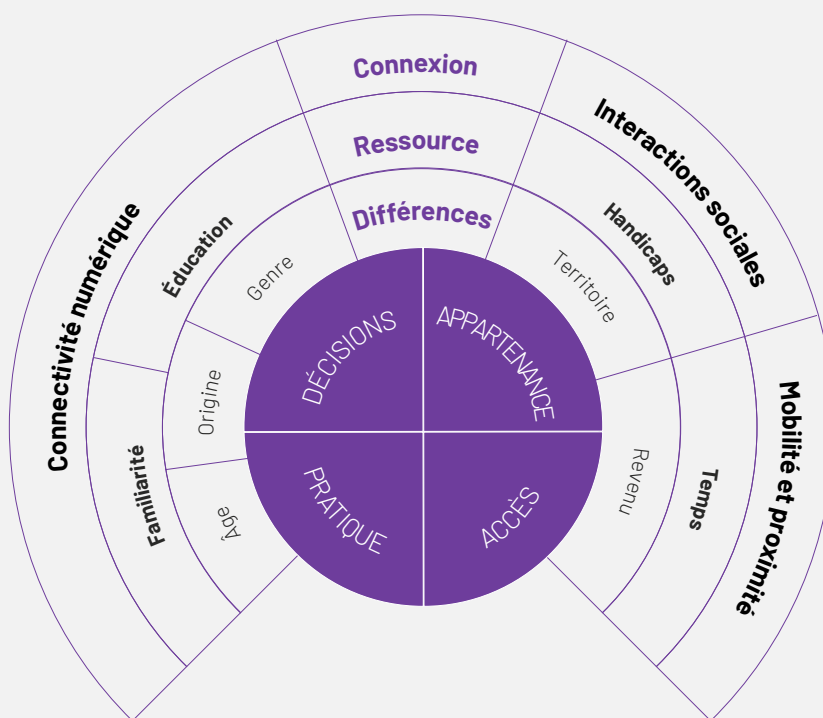 Connexion
Ressource
Différences
Connectivité numérique
Interactions sociales
Mobilité et proximité
Éducation
Familiarité
Handicaps
Temps
Genre
Origine
Âge
Territoire
Revenu
DÉCISIONS
APPARTENANCE
PRATIQUE
ACCÈS